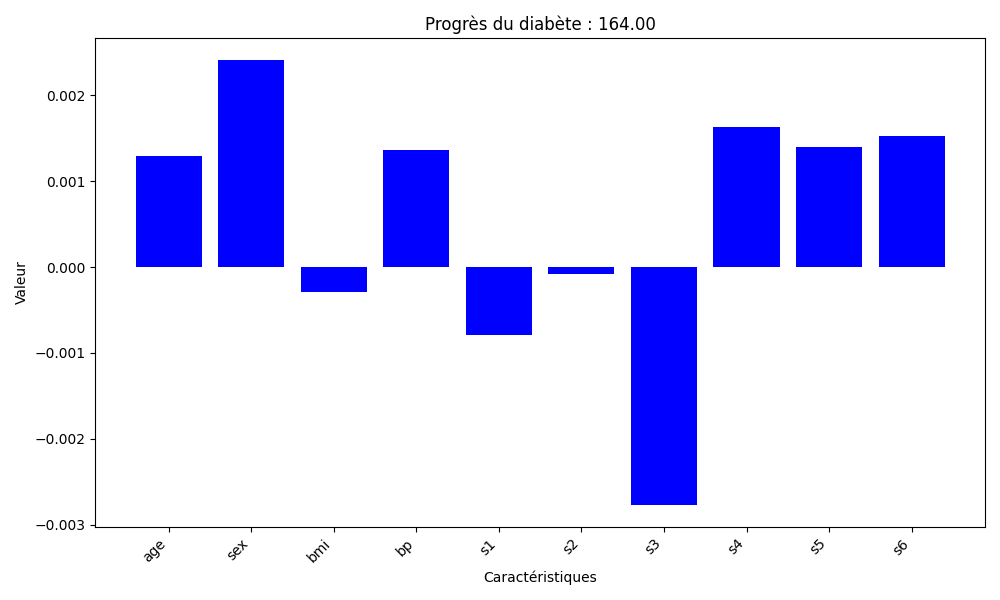 Progrès du diabète : 164.00
0.002
0.001
0.000
−0.001
−0.002
−0.003
Valeur
age
sex
bmi
bp
s1
s2
s3
s4
s5
s6
Caractéristiques